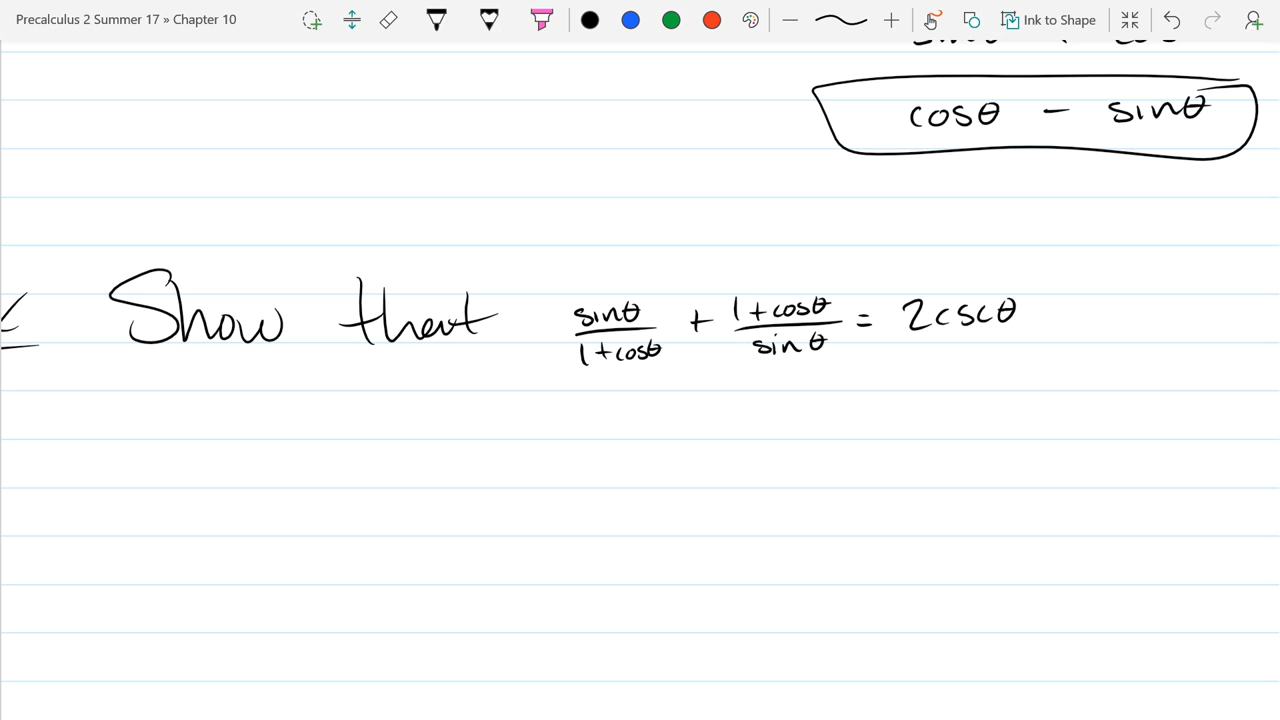 Precalculus 2 Summer 17 » Chapter 10
Ink to Shape
cosθ - sinθ
Show that sinθ/1+cosθ + 1+cosθ/sinθ = 2cscθ